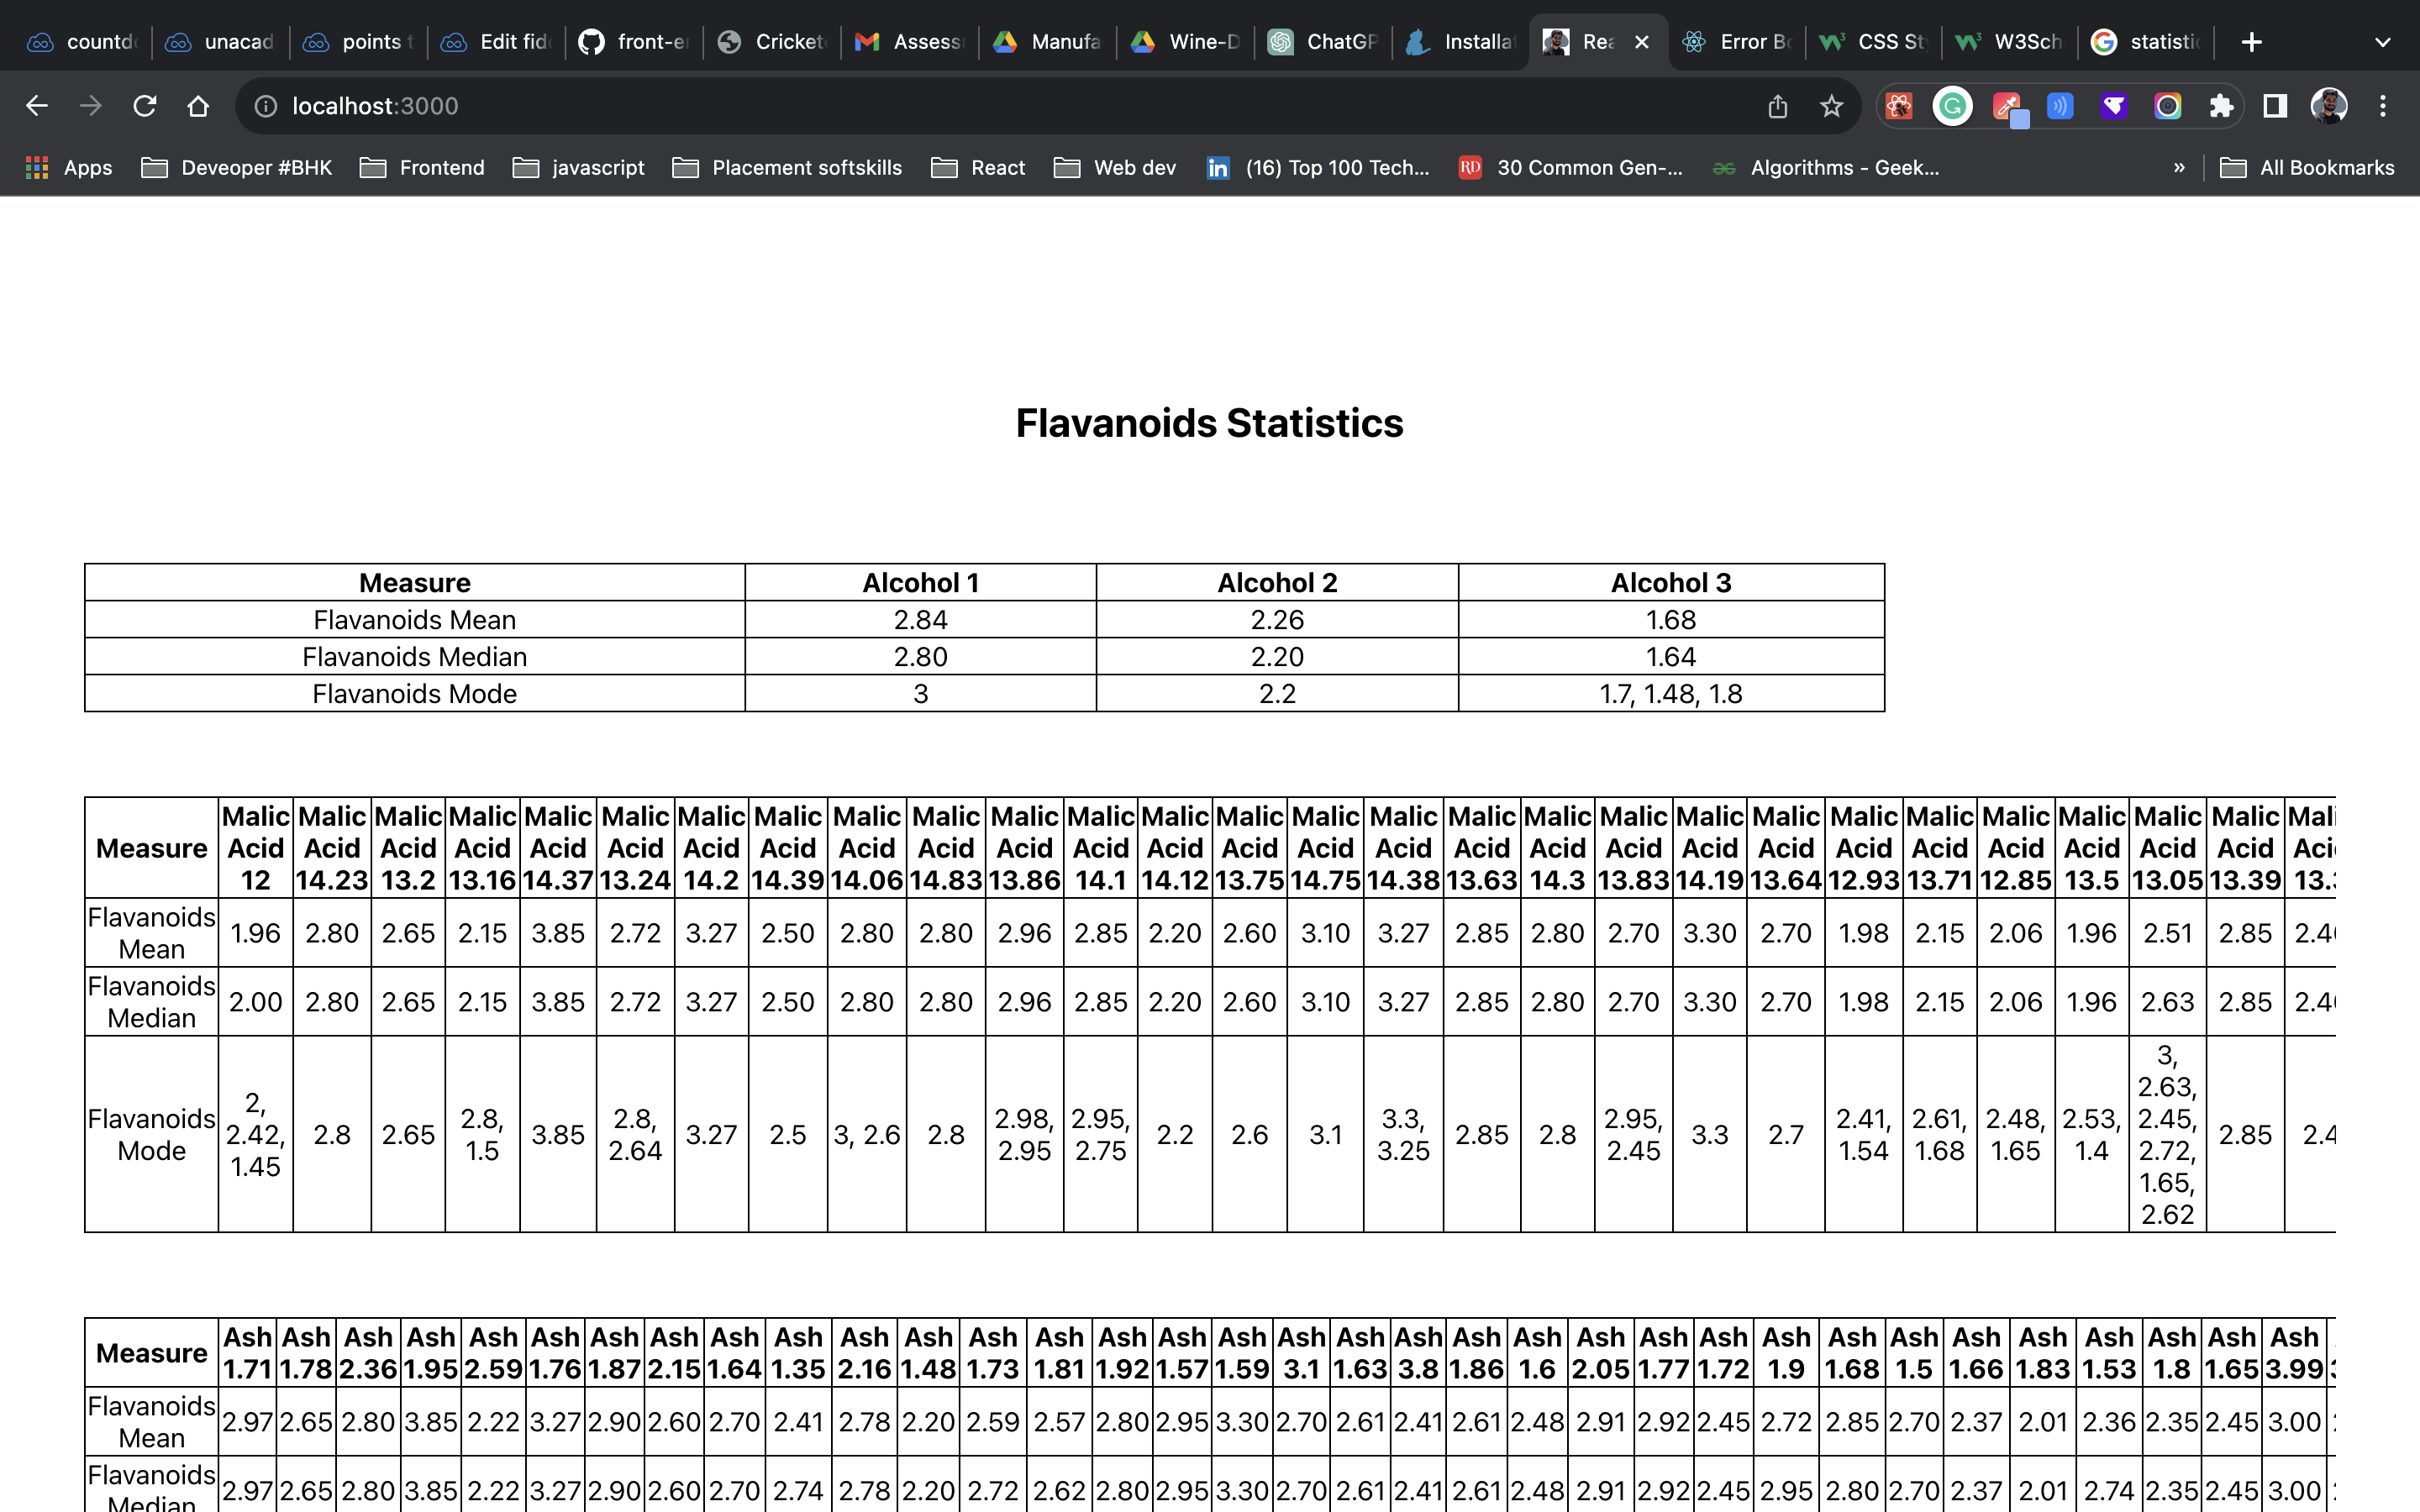 countd unacad points t Edit fid front-e Cricket Assess Manufa Wine-D ChatGP Installat Rea Error Bo CSS St W3Sch statistic
localhost:3000
Apps Deveoper #BHK Frontend javascript Placement softskills React Web dev (16) Top 100 Tech... 30 Common Gen-... Algorithms - Geek... » All Bookmarks
Flavanoids Statistics
Measure Alcohol 1 Alcohol 2 Alcohol 3
Flavanoids Mean 2.84 2.26 1.68
Flavanoids Median 2.80 2.20 1.64
Flavanoids Mode 3 2.2 1.7, 1.48, 1.8
Measure Malic Acid 12 Malic Acid 14.23 Malic Acid 13.2 Malic Acid 13.16 Malic Acid 14.37 Malic Acid 13.24 Malic Acid 14.2 Malic Acid 14.39 Malic Acid 14.06 Malic Acid 14.83 Malic Acid 13.86 Malic Acid 14.1 Malic Acid 14.12 Malic Acid 13.75 Malic Acid 14.75 Malic Acid 14.38 Malic Acid 13.63 Malic Acid 14.3 Malic Acid 13.83 Malic Acid 14.19 Malic Acid 13.64 Malic Acid 12.93 Malic Acid 13.71 Malic Acid 12.85 Malic Acid 13.5 Malic Acid 13.05 Malic Acid 13.39 Mali Aci 13.
Flavanoids Mean 1.96 2.80 2.65 2.15 3.85 2.72 3.27 2.50 2.80 2.80 2.96 2.85 2.20 2.60 3.10 3.27 2.85 2.80 2.70 3.30 2.70 1.98 2.15 2.06 1.96 2.51 2.85 2.4
Flavanoids Median 2.00 2.80 2.65 2.15 3.85 2.72 3.27 2.50 2.80 2.80 2.96 2.85 2.20 2.60 3.10 3.27 2.85 2.80 2.70 3.30 2.70 1.98 2.15 2.06 1.96 2.63 2.85 2.4
Flavanoids Mode 2, 2.42, 1.45 2.8 2.65 2.8, 1.5 3.85 2.8, 2.64 3.27 2.5 3, 2.6 2.8 2.98, 2.95 2.95, 2.75 2.2 2.6 3.1 3.3, 3.25 2.85 2.8 2.95, 2.45 3.3 2.7 2.41, 1.54 2.61, 1.68 2.48, 1.65 2.53, 1.4 3, 2.63, 2.45, 2.72, 1.65, 2.62 2.85 2.4
Measure Ash 1.71 Ash 1.78 Ash 2.36 Ash 1.95 Ash 2.59 Ash 1.76 Ash 1.87 Ash 2.15 Ash 1.64 Ash 1.35 Ash 2.16 Ash 1.48 Ash 1.73 Ash 1.81 Ash 1.92 Ash 1.57 Ash 1.59 Ash 3.1 Ash 1.63 Ash 3.8 Ash 1.86 Ash 1.6 Ash 2.05 Ash 1.77 Ash 1.72 Ash 1.9 Ash 1.68 Ash 1.5 Ash 1.66 Ash 1.83 Ash 1.53 Ash 1.8 Ash 1.65 Ash 3.99
Flavanoids Mean 2.97 2.65 2.80 3.85 2.22 3.27 2.90 2.60 2.70 2.41 2.78 2.20 2.59 2.57 2.80 2.95 3.30 2.70 2.61 2.41 2.61 2.48 2.91 2.92 2.45 2.72 2.85 2.70 2.37 2.01 2.36 2.35 2.45 3.00
Flavanoids Median 2.97 2.65 2.80 3.85 2.22 3.27 2.90 2.60 2.70 2.74 2.78 2.20 2.72 2.62 2.80 2.95 3.30 2.70 2.61 2.41 2.61 2.48 2.91 2.92 2.45 2.95 2.80 2.70 2.37 2.01 2.74 2.35 2.45 3.00